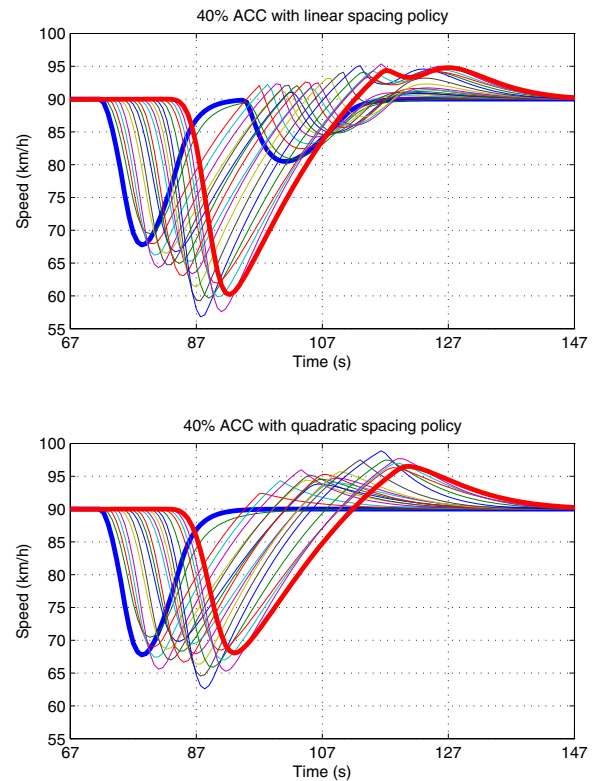 40% ACC with linear spacing policy
100
95
90
85
80
75
70
65
60
55
Speed (km/h)
67 87 107 127 147
Time (s)
40% ACC with quadratic spacing policy
100
95
90
85
80
75
70
65
60
55
Speed (km/h)
67 87 107 127 147
Time (s)